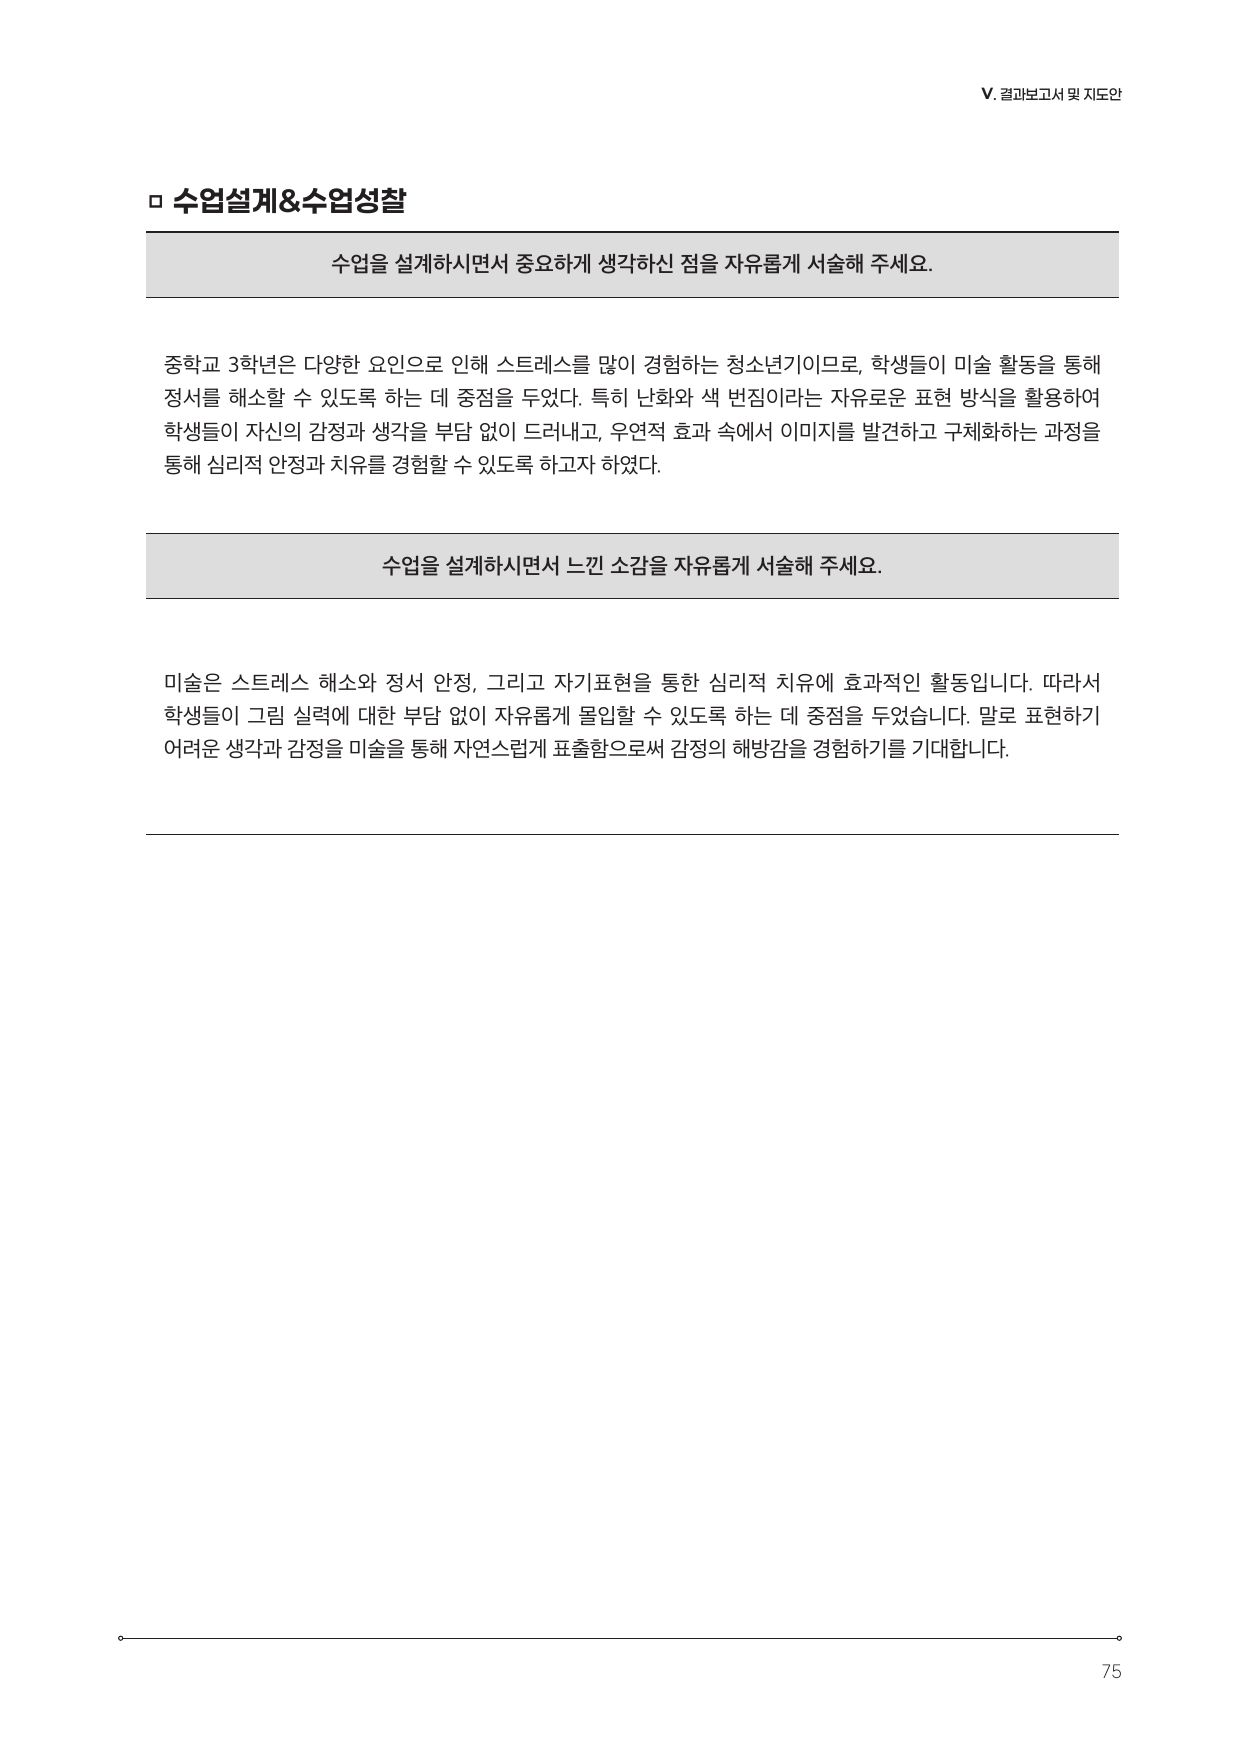 V. 결과보고서 및 지도안
수업설계&수업성찰
수업을 설계하시면서 중요하게 생각하신 점을 자유롭게 서술해 주세요.
중학교 3학년은 다양한 요인으로 인해 스트레스를 많이 경험하는 청소년기이므로, 학생들이 미술 활동을 통해
정서를 해소할 수 있도록 하는 데 중점을 두었다. 특히 난화와 색 번짐이라는 자유로운 표현 방식을 활용하여
학생들이 자신의 감정과 생각을 부담 없이 드러내고, 우연적 효과 속에서 이미지를 발견하고 구체화하는 과정을
통해 심리적 안정과 치유를 경험할 수 있도록 하고자 하였다.
수업을 설계하시면서 느낀 소감을 자유롭게 서술해 주세요.
미술은 스트레스 해소와 정서 안정, 그리고 자기표현을 통한 심리적 치유에 효과적인 활동입니다. 따라서
학생들이 그림 실력에 대한 부담 없이 자유롭게 몰입할 수 있도록 하는 데 중점을 두었습니다. 말로 표현하기
어려운 생각과 감정을 미술을 통해 자연스럽게 표출함으로써 감정의 해방감을 경험하기를 기대합니다.
75